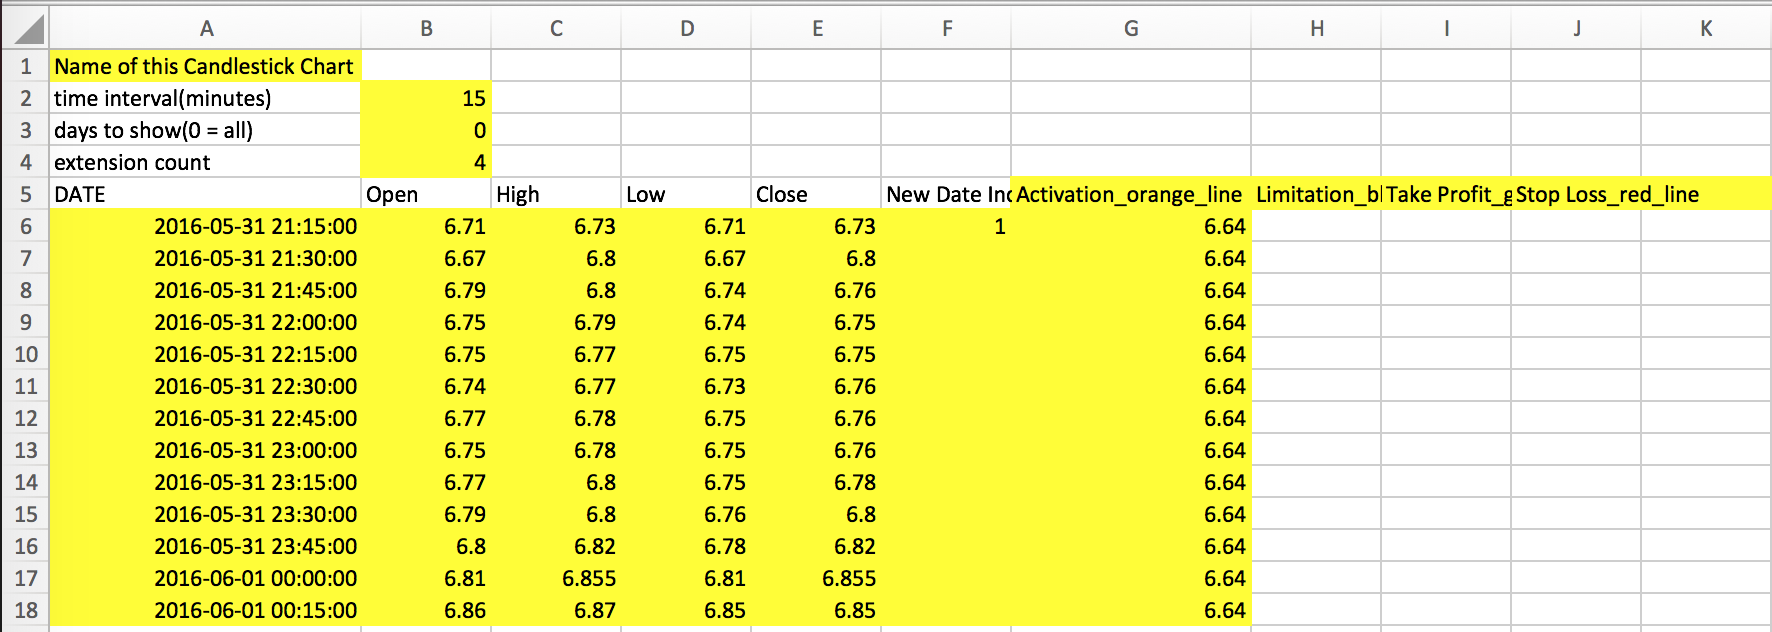 A B C D E F G H I J K
1 Name of this Candlestick Chart
2 time interval(minutes) 15
3 days to show(0 = all) 0
4 extension count 4
5 DATE Open High Low Close New Date Inc Activation_orange_line Limitation_bl Take Profit_g Stop Loss_red_line
6 2016-05-31 21:15:00 6.71 6.73 6.71 6.73 1 6.64
7 2016-05-31 21:30:00 6.67 6.8 6.67 6.8 6.64
8 2016-05-31 21:45:00 6.79 6.8 6.74 6.76 6.64
9 2016-05-31 22:00:00 6.75 6.79 6.74 6.75 6.64
10 2016-05-31 22:15:00 6.75 6.77 6.75 6.75 6.64
11 2016-05-31 22:30:00 6.74 6.77 6.73 6.76 6.64
12 2016-05-31 22:45:00 6.77 6.78 6.75 6.76 6.64
13 2016-05-31 23:00:00 6.75 6.78 6.75 6.76 6.64
14 2016-05-31 23:15:00 6.77 6.8 6.75 6.78 6.64
15 2016-05-31 23:30:00 6.79 6.8 6.76 6.8 6.64
16 2016-05-31 23:45:00 6.8 6.82 6.78 6.82 6.64
17 2016-06-01 00:00:00 6.81 6.855 6.81 6.855 6.64
18 2016-06-01 00:15:00 6.86 6.87 6.85 6.85 6.64